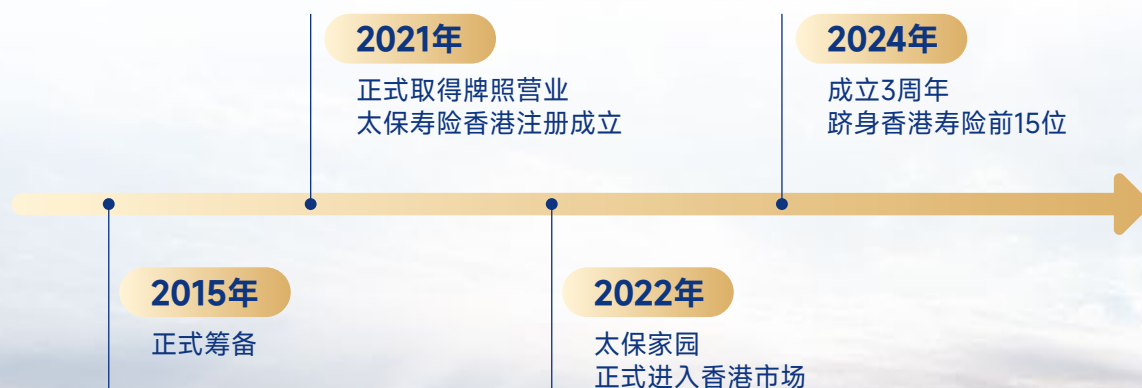 2021年
正式取得牌照营业
太保寿险香港注册成立
2024年
成立3周年
跻身香港寿险前15位
2015年
正式筹备
2022年
太保家园
正式进入香港市场